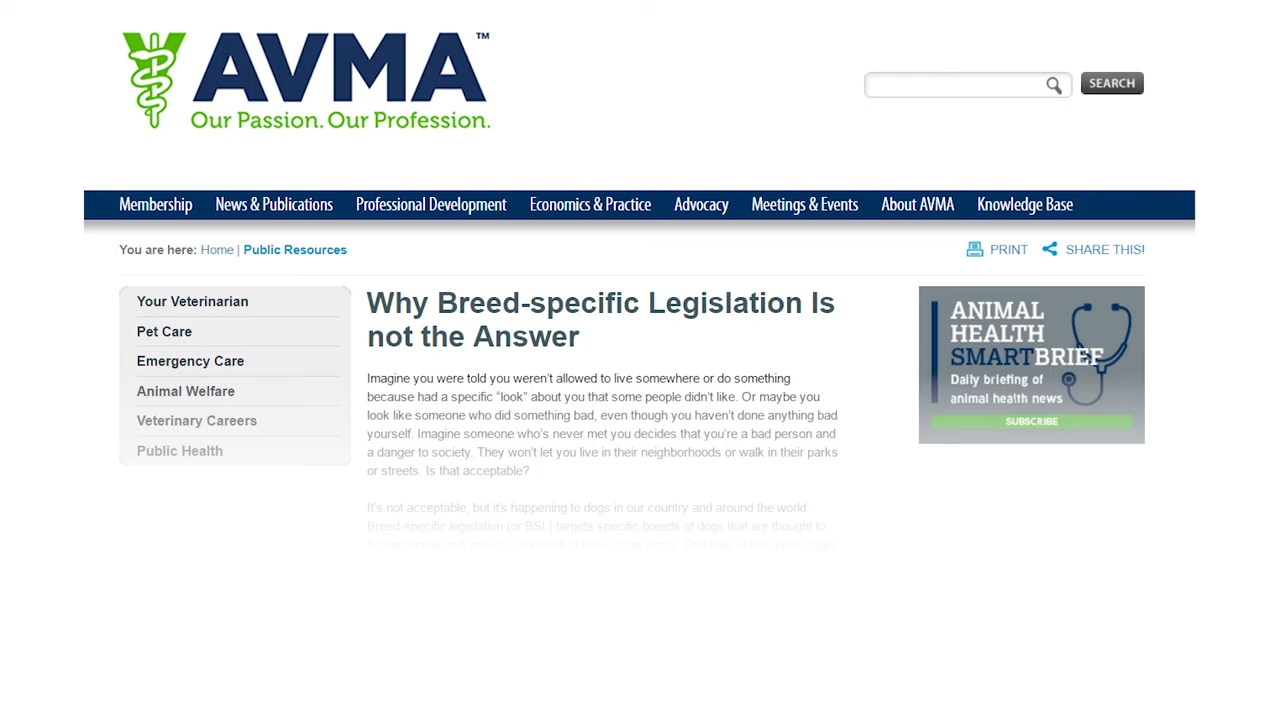 AVMA™
Our Passion. Our Profession.
SEARCH
Membership News & Publications Professional Development Economics & Practice Advocacy Meetings & Events About AVMA Knowledge Base
You are here: Home | Public Resources
PRINT SHARE THIS!
Your Veterinarian
Pet Care
Emergency Care
Animal Welfare
Veterinary Careers
Public Health
Why Breed-specific Legislation Is
not the Answer
Imagine you were told you weren't allowed to live somewhere or do something
because had a specific “look” about you that some people didn't like. Or maybe you
look like someone who did something bad, even though you haven't done anything bad
yourself. Imagine someone who's never met you decides that you're a bad person and
a danger to society. They won't let you live in their neighborhoods or walk in their parks
or streets. Is that acceptable?
It's not acceptable, but it's happening to dogs in our country and around the world.
Breed-specific legislation (or BSL) targets specific breeds of dogs that are thought to
ANIMAL
HEALTH
SMARTBRIEF
Daily briefing of
animal health news
SUBSCRIBE